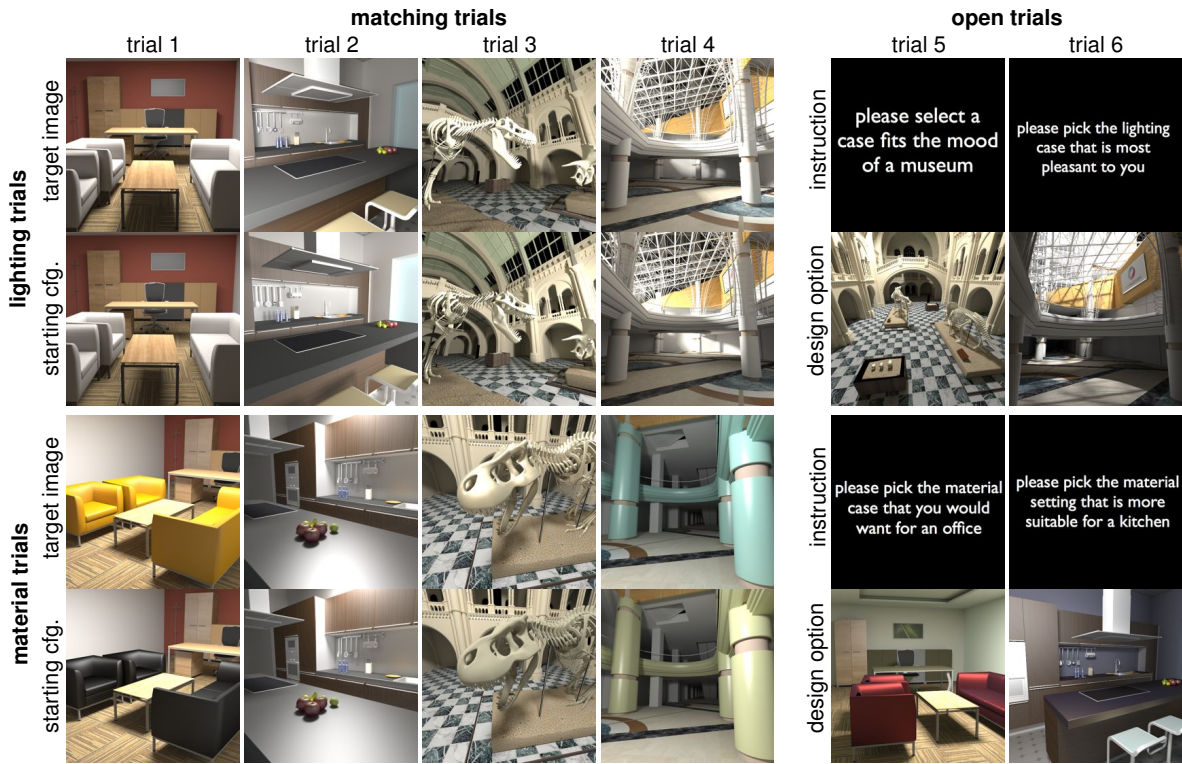 matching trials
open trials
trial 1
trial 2
trial 3
trial 4
trial 5
trial 6
lighting trials
target image
starting cfg.
instruction
please select a
case fits the mood
of a museum
please pick the lighting
case that is most
pleasant to you
design option
material trials
target image
starting cfg.
instruction
please pick the material
case that you would
want for an office
please pick the material
setting that is more
suitable for a kitchen
design option